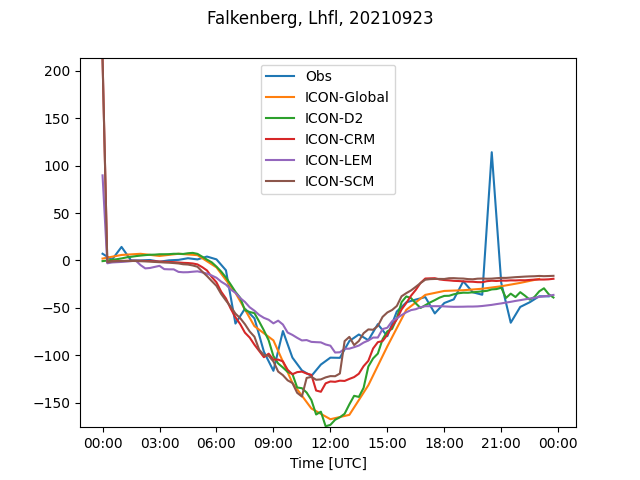 Falkenberg, Lhfl, 20210923
200
150
100
50
0
−50
−100
−150
Obs
ICON-Global
ICON-D2
ICON-CRM
ICON-LEM
ICON-SCM
00:00 03:00 06:00 09:00 12:00 15:00 18:00 21:00 00:00
Time [UTC]